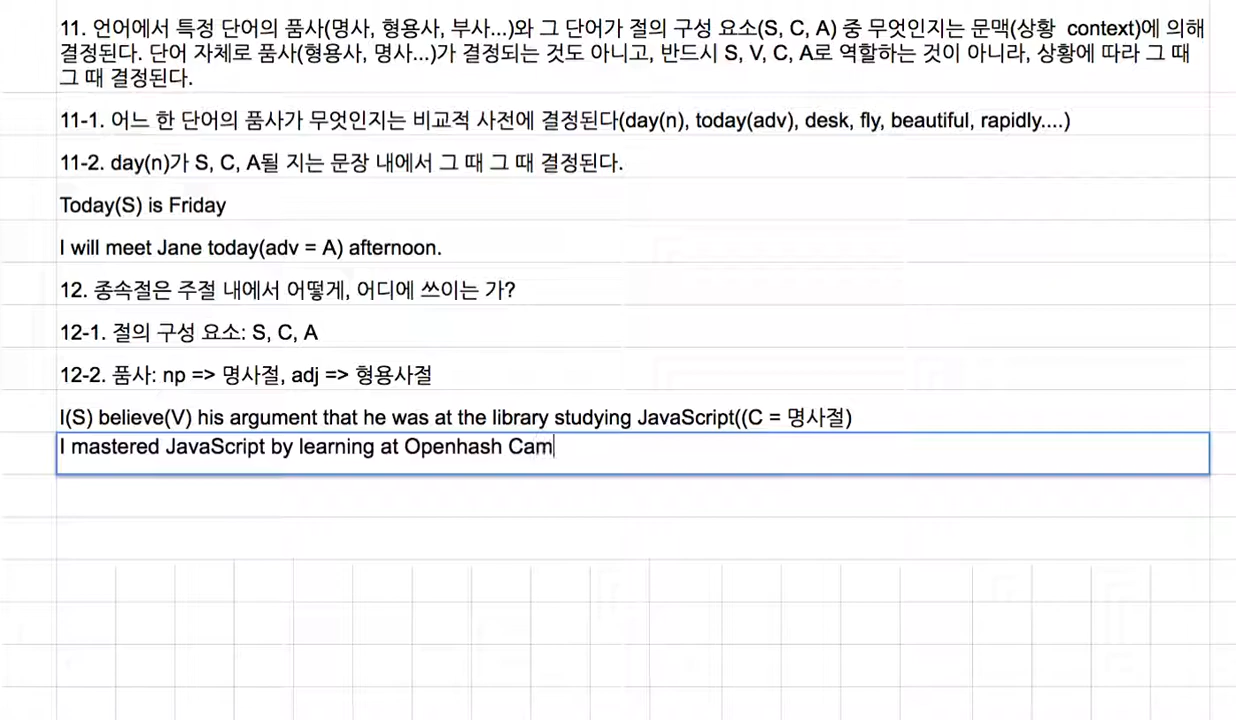 11. 언어에서 특정 단어의 품사(명사, 형용사, 부사...)와 그 단어가 절의 구성 요소(S, C, A) 중 무엇인지는 문맥(상황 context)에 의해
결정된다. 단어 자체로 품사(형용사, 명사...)가 결정되는 것도 아니고, 반드시 S, V, C, A로 역할하는 것이 아니라, 상황에 따라 그 때
그 때 결정된다.
11-1. 어느 한 단어의 품사가 무엇인지는 비교적 사전에 결정된다(day(n), today(adv), desk, fly, beautiful, rapidly....)
11-2. day(n)가 S, C, A될 지는 문장 내에서 그 때 그 때 결정된다.
Today(S) is Friday
I will meet Jane today(adv = A) afternoon.
12. 종속절은 주절 내에서 어떻게, 어디에 쓰이는 가?
12-1. 절의 구성 요소: S, C, A
12-2. 품사: np => 명사절, adj => 형용사절
I(S) believe(V) his argument that he was at the library studying JavaScript((C = 명사절)
I mastered JavaScript by learning at Openhash Cam